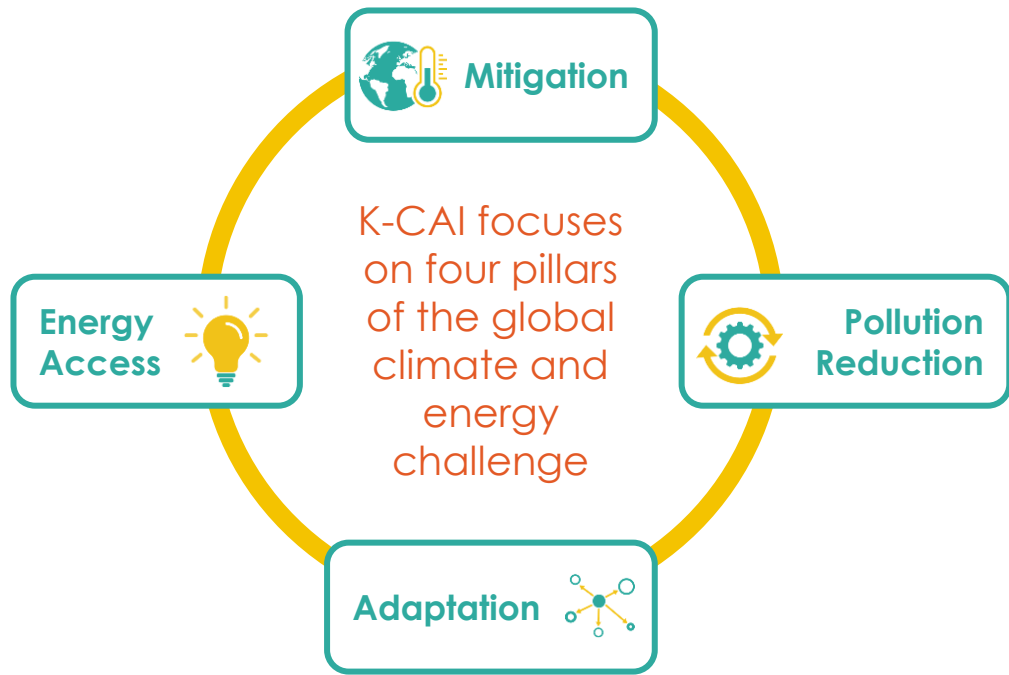 Mitigation
K-CAI focuses
on four pillars
of the global
climate and
energy
challenge
Energy
Access
Pollution
Reduction
Adaptation